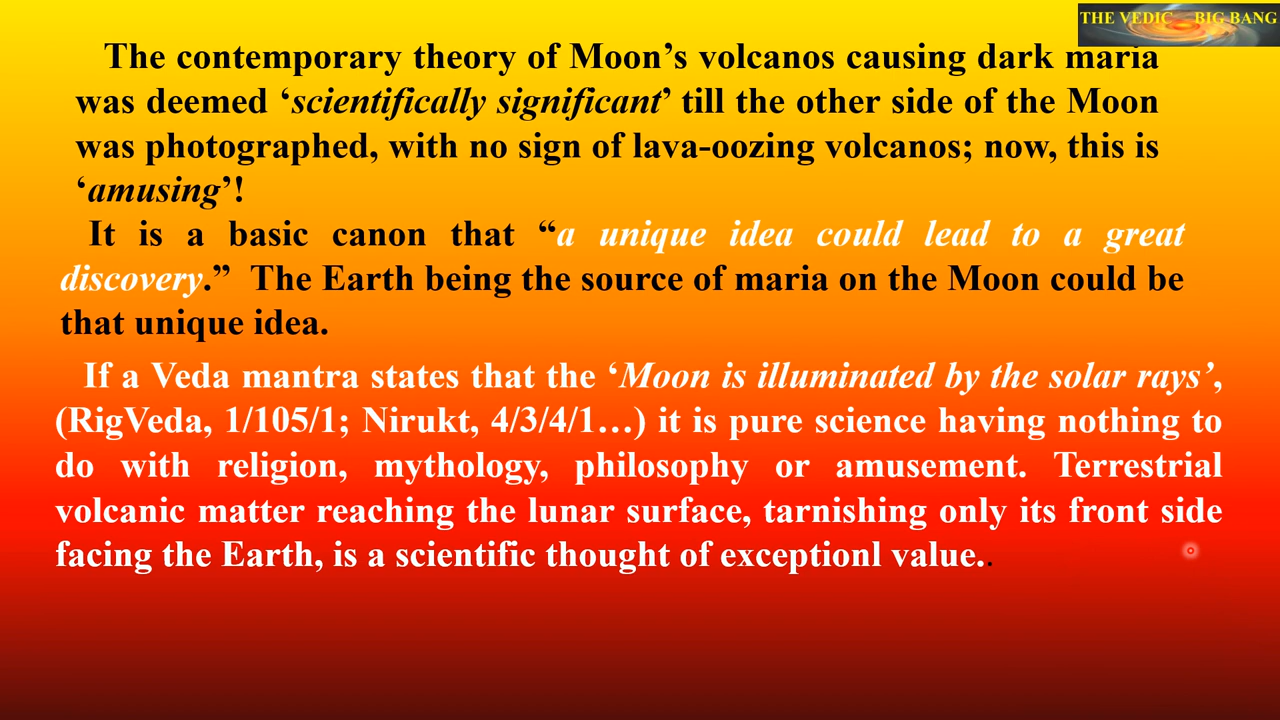 THE VEDIC BIG BANG
The contemporary theory of Moon's volcanos causing dark maria
was deemed ‘scientifically significant’ till the other side of the Moon
was photographed, with no sign of lava-oozing volcanos; now, this is
‘amusing’!
It is a basic canon that “a unique idea could lead to a great
discovery.” The Earth being the source of maria on the Moon could be
that unique idea.
If a Veda mantra states that the ‘Moon is illuminated by the solar rays’,
(RigVeda, 1/105/1; Nirukt, 4/3/4/1…) it is pure science having nothing to
do with religion, mythology, philosophy or amusement. Terrestrial
volcanic matter reaching the lunar surface, tarnishing only its front side
facing the Earth, is a scientific thought of exceptionl value..